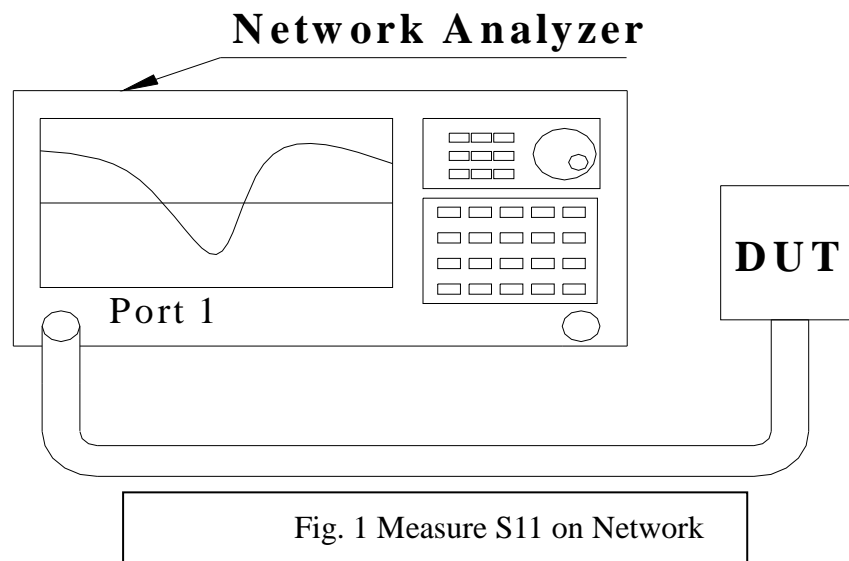 Network Analyzer
Port 1
DUT
Fig. 1 Measure S11 on Network